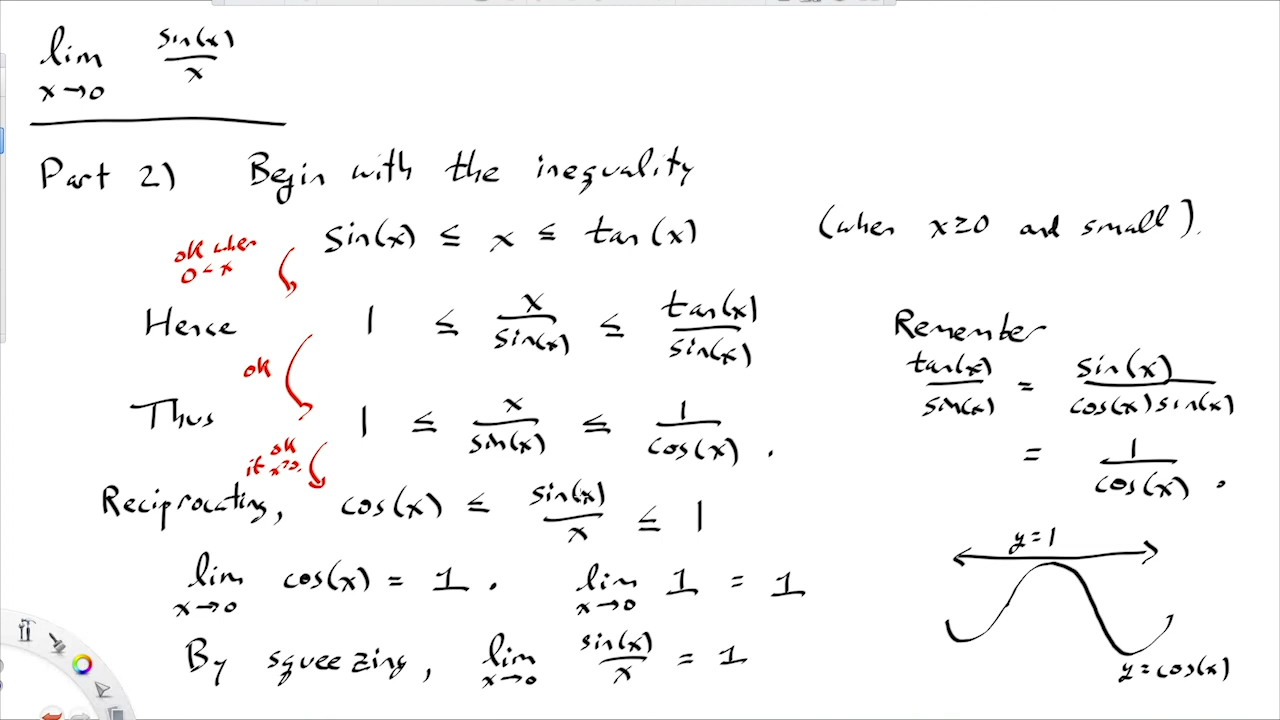 lim x→0 sin(x)/x
Part 2) Begin with the inequality
sin(x) ≤ x ≤ tan(x) (when x≥0 and small).
ok when
0 < x
Hence 1 ≤ x/sin(x) ≤ tan(x)/sin(x)
ok
Thus 1 ≤ x/sin(x) ≤ 1/cos(x).
ok
if x>0.
Reciprocating, cos(x) ≤ sin(x)/x ≤ 1
lim x→0 cos(x) = 1. lim x→0 1 = 1
By squeezing, lim x→0 sin(x)/x = 1
Remember
tan(x)/sin(x) = sin(x)/cos(x)sin(x)
= 1/cos(x).
y=1
y=cos(x)